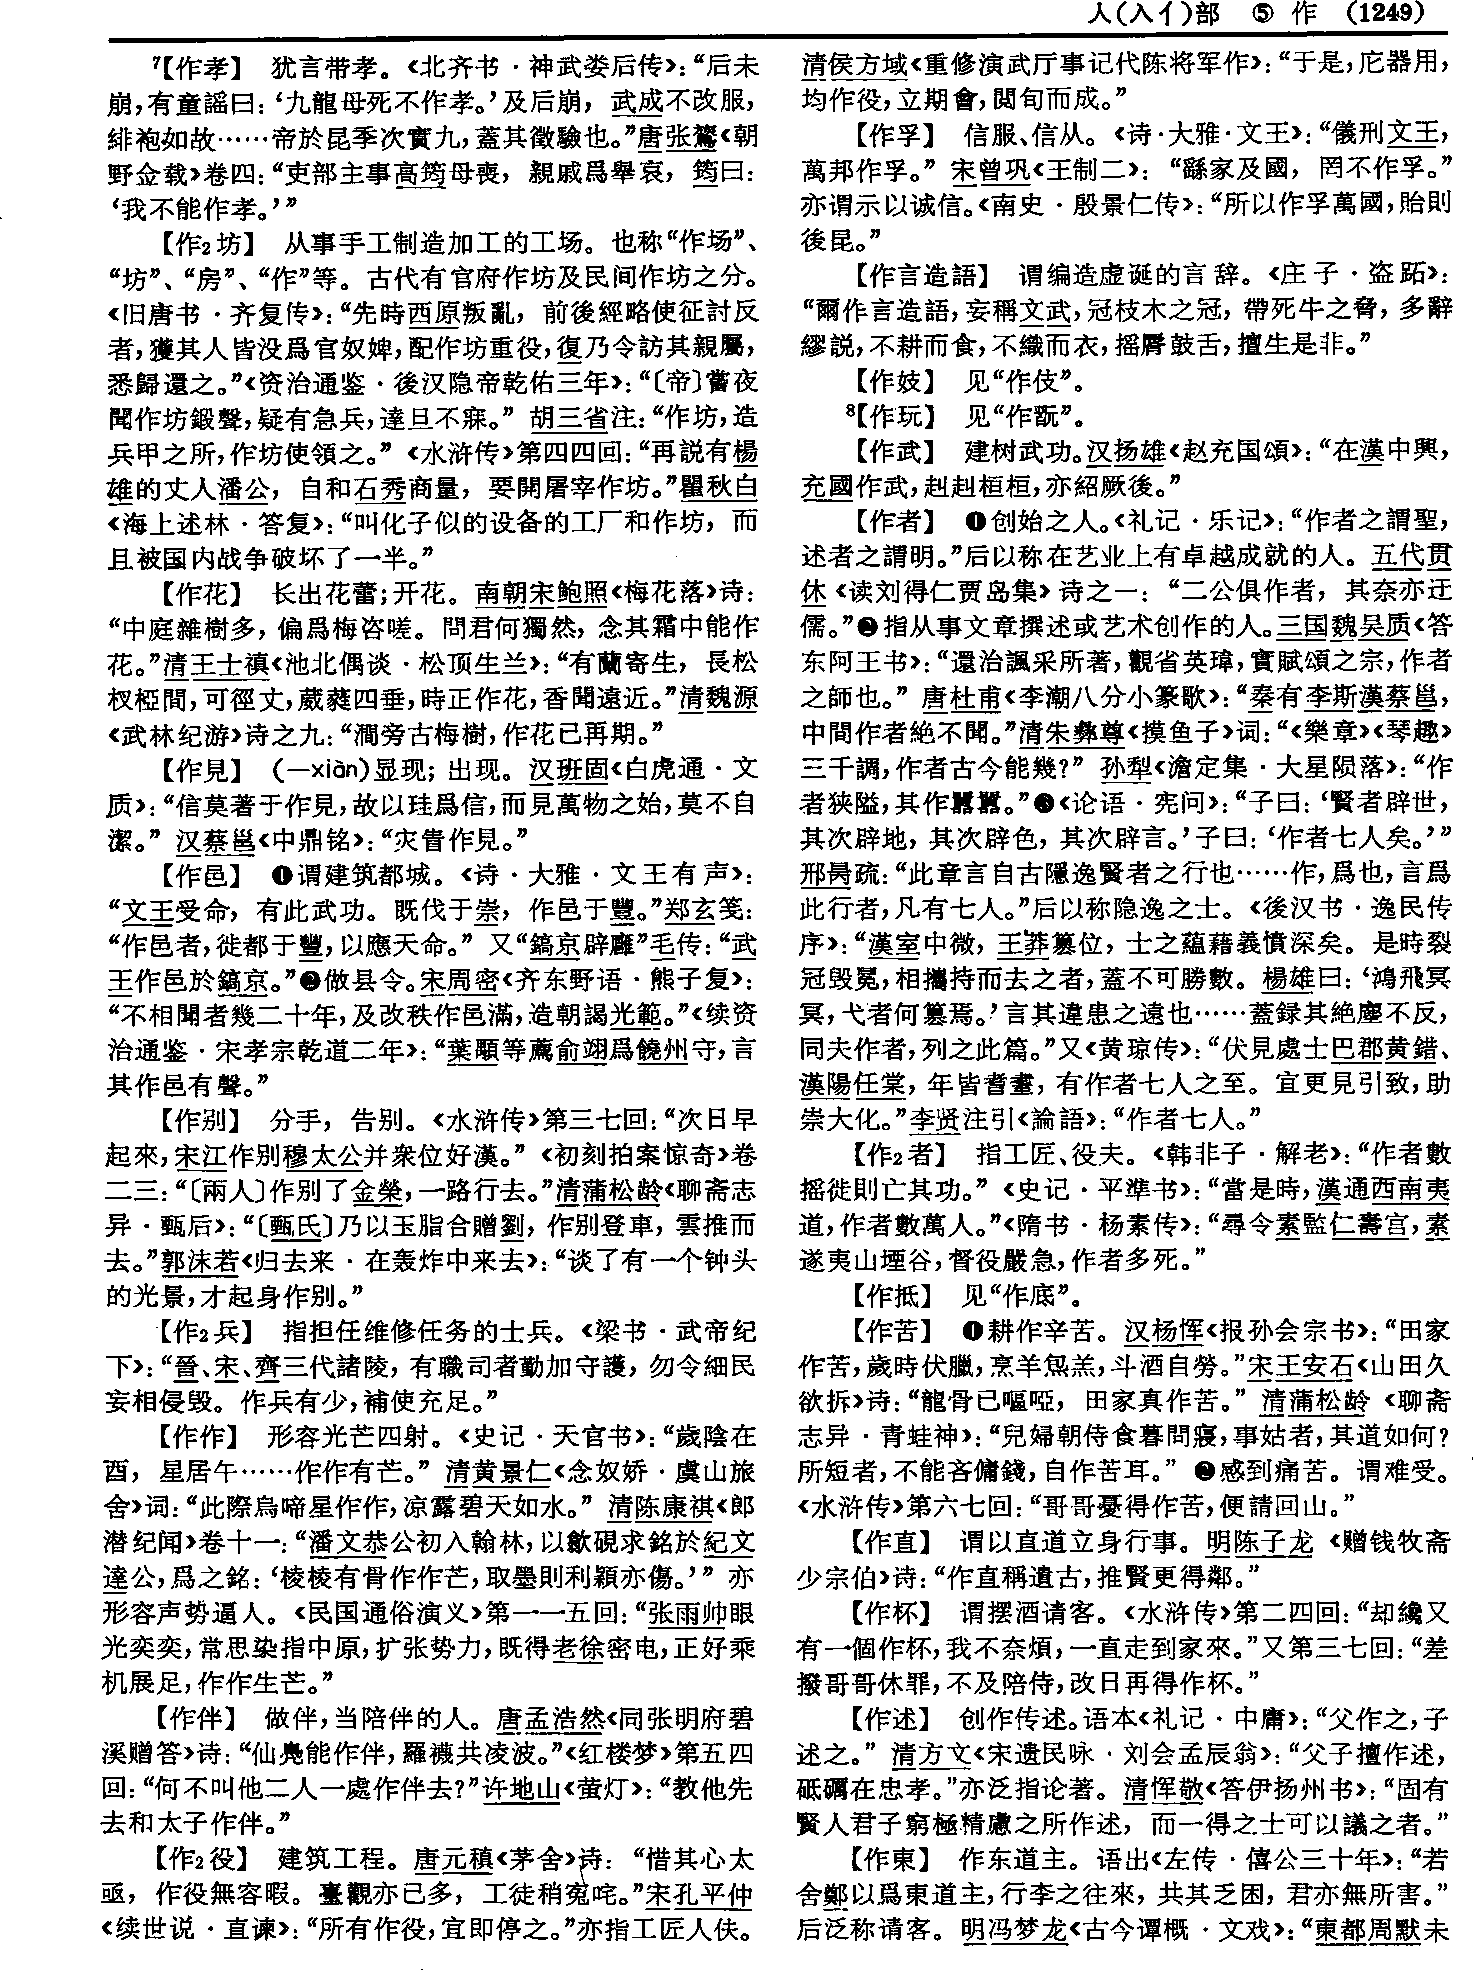 人(入亻)部　⑤　作　(1249)
⁷【作孝】　犹言带孝。《北齐书·神武娄后传》：“后未
崩，有童謡曰：‘九龍母死不作孝。’及后崩，武成不改服，
緋袍如故……帝於昆季次實九，蓋其徵驗也。”唐张鷟《朝
野佥载》卷四：“吏部主事高筠母喪，親戚爲舉哀，筠曰：
‘我不能作孝。’”
【作₂坊】　从事手工制造加工的工场。也称“作场”、
“坊”、“房”、“作”等。古代有官府作坊及民间作坊之分。
《旧唐书·齐复传》：“先時西原叛亂，前後經略使征討反
者，獲其人皆没爲官奴婢，配作坊重役，復乃令訪其親屬，
悉歸還之。”《资治通鉴·後汉隐帝乾佑三年》：“〔帝〕嘗夜
聞作坊鍛聲，疑有急兵，達旦不寐。”胡三省注：“作坊，造
兵甲之所，作坊使領之。”《水浒传》第四四回：“再説有楊
雄的丈人潘公，自和石秀商量，要開屠宰作坊。”瞿秋白
《海上述林·答复》：“叫化子似的设备的工厂和作坊，而
且被国内战争破坏了一半。”
【作花】　长出花蕾；开花。南朝宋鲍照《梅花落》诗：
“中庭雜樹多，偏爲梅咨嗟。問君何獨然，念其霜中能作
花。”清王士禛《池北偶谈·松顶生兰》：“有蘭寄生，長松
杈椏間，可徑丈，葳蕤四垂，時正作花，香聞遠近。”清魏源
《武林纪游》诗之九：“澗旁古梅樹，作花已再期。”
【作見】　(—xiàn)显现；出现。汉班固《白虎通·文
质》：“信莫著于作見，故以珪爲信，而見萬物之始，莫不自
潔。”汉蔡邕《中鼎铭》：“灾眚作見。”
【作邑】　❶谓建筑都城。《诗·大雅·文王有声》：
“文王受命，有此武功。既伐于崇，作邑于豐。”郑玄笺：
“作邑者，徙都于豐，以應天命。”又“鎬京辟廱”毛传：“武
王作邑於鎬京。”❷做县令。宋周密《齐东野语·熊子复》：
“不相聞者幾二十年，及改秩作邑滿，造朝謁光範。”《续资
治通鉴·宋孝宗乾道二年》：“葉顒等薦俞翊爲饒州守，言
其作邑有聲。”
【作别】　分手，告别。《水浒传》第三七回：“次日早
起來，宋江作别穆太公并衆位好漢。”《初刻拍案惊奇》卷
二三：“〔兩人〕作别了金榮，一路行去。”清蒲松龄《聊斋志
异·甄后》：“〔甄氏〕乃以玉脂合贈劉，作别登車，雲推而
去。”郭沫若《归去来·在轰炸中来去》：“谈了有一个钟头
的光景，才起身作别。”
【作₂兵】　指担任维修任务的士兵。《梁书·武帝纪
下》：“晉、宋、齊三代諸陵，有職司者勤加守護，勿令細民
妄相侵毁。作兵有少，補使充足。”
【作作】　形容光芒四射。《史记·天官书》：“歲陰在
酉，星居午……作作有芒。”清黄景仁《念奴娇·虞山旅
舍》词：“此際烏啼星作作，凉露碧天如水。”清陈康祺《郎
潜纪闻》卷十一：“潘文恭公初入翰林，以歙硯求銘於紀文
達公，爲之銘：‘棱棱有骨作作芒，取墨則利穎亦傷。’”亦
形容声势逼人。《民国通俗演义》第一一五回：“张雨帅眼
光奕奕，常思染指中原，扩张势力，既得老徐密电，正好乘
机展足，作作生芒。”
【作伴】　做伴，当陪伴的人。唐孟浩然《同张明府碧
溪赠答》诗：“仙鳧能作伴，羅襪共凌波。”《红楼梦》第五四
回：“何不叫他二人一處作伴去？”许地山《萤灯》：“教他先
去和太子作伴。”
【作₂役】　建筑工程。唐元稹《茅舍》诗：“惜其心太
亟，作役無容暇。臺觀亦已多，工徒稍冤咤。”宋孔平仲
《续世说·直谏》：“所有作役，宜即停之。”亦指工匠人伕。
清侯方域《重修演武厅事记代陈将军作》：“于是，庀器用，
均作役，立期會，閲旬而成。”
【作孚】　信服、信从。《诗·大雅·文王》：“儀刑文王，
萬邦作孚。”宋曾巩《王制二》：“繇家及國，罔不作孚。”
亦谓示以诚信。《南史·殷景仁传》：“所以作孚萬國，貽則
後昆。”
【作言造語】　谓编造虚诞的言辞。《庄子·盗跖》：
“爾作言造語，妄稱文武，冠枝木之冠，帶死牛之脅，多辭
繆説，不耕而食，不織而衣，摇脣鼓舌，擅生是非。”
【作妓】　见“作伎”。
⁸【作玩】　见“作翫”。
【作武】　建树武功。汉扬雄《赵充国頌》：“在漢中興，
充國作武，赳赳桓桓，亦紹厥後。”
【作者】　❶创始之人。《礼记·乐记》：“作者之謂聖，
述者之謂明。”后以称在艺业上有卓越成就的人。五代贯
休《读刘得仁贾岛集》诗之一：“二公俱作者，其奈亦迂
儒。”❷指从事文章撰述或艺术创作的人。三国魏吴质《答
东阿王书》：“還治諷采所著，觀省英瑋，實賦頌之宗，作者
之師也。”唐杜甫《李潮八分小篆歌》：“秦有李斯漢蔡邕，
中間作者絶不聞。”清朱彝尊《摸鱼子》词：“《樂章》《琴趣》
三千調，作者古今能幾？”孙犁《澹定集·大星陨落》：“作
者狭隘，其作嚣嚣。”❸《论语·宪问》：“子曰：‘賢者辟世，
其次辟地，其次辟色，其次辟言。’子曰：‘作者七人矣。’”
邢昺疏：“此章言自古隱逸賢者之行也……作，爲也，言爲
此行者，凡有七人。”后以称隐逸之士。《後汉书·逸民传
序》：“漢室中微，王莽篡位，士之藴藉義憤深矣。是時裂
冠毁冕，相攜持而去之者，蓋不可勝數。楊雄曰：‘鴻飛冥
冥，弋者何篡焉。’言其違患之遠也……蓋録其絶塵不反，
同夫作者，列之此篇。”又《黄琼传》：“伏見處士巴郡黄錯、
漢陽任棠，年皆耆耋，有作者七人之至。宜更見引致，助
崇大化。”李贤注引《論語》：“作者七人。”
【作₂者】　指工匠、役夫。《韩非子·解老》：“作者數
摇徙則亡其功。”《史记·平準书》：“當是時，漢通西南夷
道，作者數萬人。”《隋书·杨素传》：“尋令素監仁壽宫，素
遂夷山堙谷，督役嚴急，作者多死。”
【作抵】　见“作底”。
【作苦】　❶耕作辛苦。汉杨恽《报孙会宗书》：“田家
作苦，歲時伏臘，烹羊炰羔，斗酒自勞。”宋王安石《山田久
欲拆》诗：“龍骨已嘔啞，田家真作苦。”清蒲松龄《聊斋
志异·青蛙神》：“兒婦朝侍食暮問寢，事姑者，其道如何？
所短者，不能吝傭錢，自作苦耳。”❷感到痛苦。谓难受。
《水浒传》第六七回：“哥哥憂得作苦，便請回山。”
【作直】　谓以直道立身行事。明陈子龙《赠钱牧斋
少宗伯》诗：“作直稱遺古，推賢更得鄰。”
【作杯】　谓摆酒请客。《水浒传》第二四回：“却纔又
有一個作杯，我不奈煩，一直走到家來。”又第三七回：“差
撥哥哥休罪，不及陪侍，改日再得作杯。”
【作述】　创作传述。语本《礼记·中庸》：“父作之，子
述之。”清方文《宋遗民咏·刘会孟辰翁》：“父子擅作述，
砥礪在忠孝。”亦泛指论著。清恽敬《答伊扬州书》：“固有
賢人君子窮極精慮之所作述，而一得之士可以議之者。”
【作東】　作东道主。语出《左传·僖公三十年》：“若
舍鄭以爲東道主，行李之往來，共其乏困，君亦無所害。”
后泛称请客。明冯梦龙《古今谭概·文戏》：“東都周默未